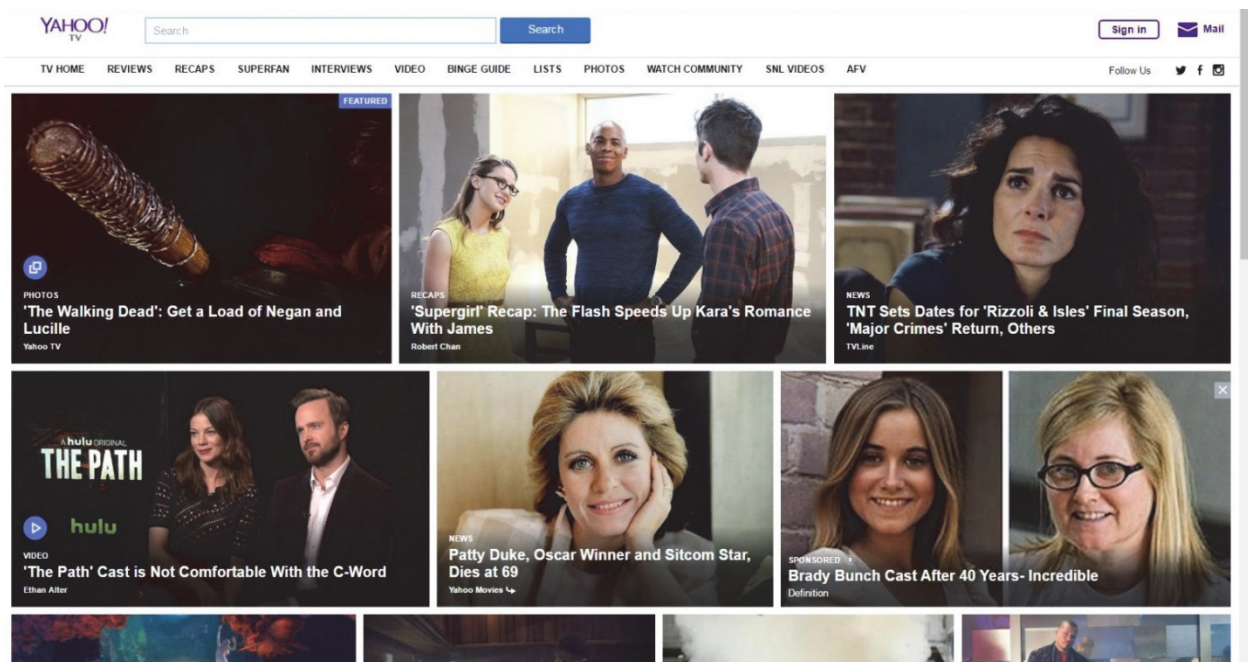 YAHOO!
TV
Search
Search
Sign in
Mail
TV HOME REVIEWS RECAPS SUPERFAN INTERVIEWS VIDEO BINGE GUIDE LISTS PHOTOS WATCH COMMUNITY SNL VIDEOS AFV
Follow Us
FEATURED
PHOTOS
'The Walking Dead': Get a Load of Negan and
Lucille
Yahoo TV
RECAPS
'Supergirl' Recap: The Flash Speeds Up Kara's Romance
With James
Robert Chan
NEWS
TNT Sets Dates for 'Rizzoli & Isles' Final Season,
'Major Crimes' Return, Others
TVLine
A hulu ORIGINAL
THE PATH
hulu
VIDEO
'The Path' Cast is Not Comfortable With the C-Word
Ethan Alter
NEWS
Patty Duke, Oscar Winner and Sitcom Star,
Dies at 69
Yahoo Movies
SPONSORED
Brady Bunch Cast After 40 Years- Incredible
Definition